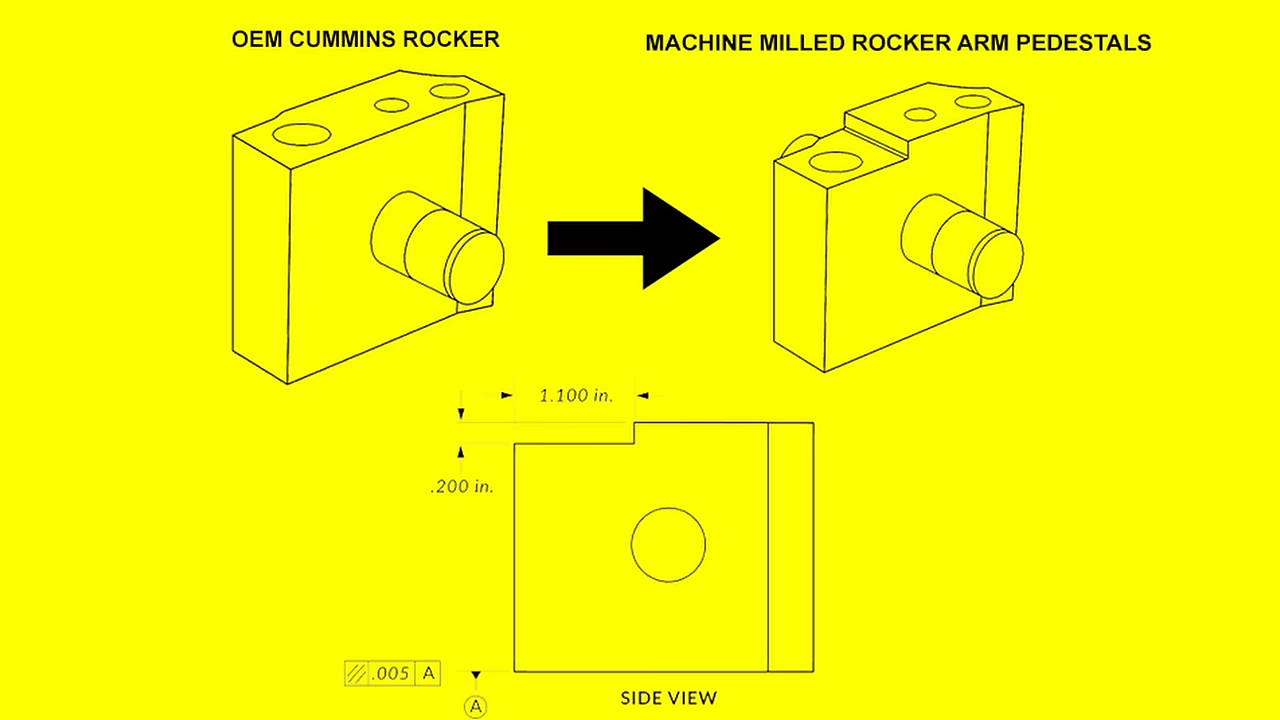 OEM CUMMINS ROCKER
MACHINE MILLED ROCKER ARM PEDESTALS
1.100 in.
.200 in.
// .005 A
A
SIDE VIEW